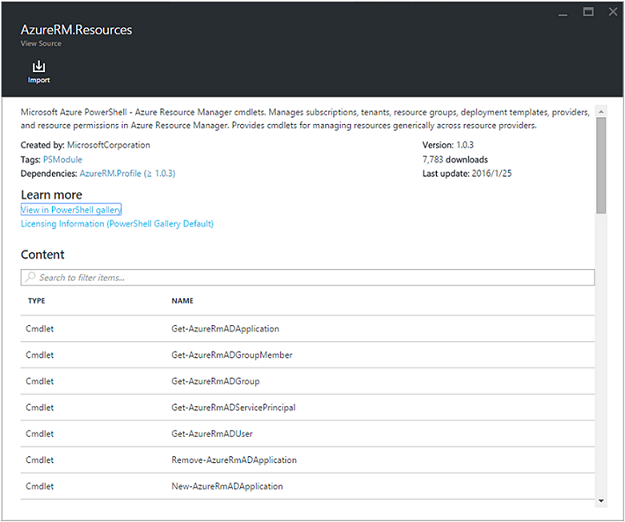 AzureRM.Resources
View Source
Import
Microsoft Azure PowerShell - Azure Resource Manager cmdlets. Manages subscriptions, tenants, resource groups, deployment templates, providers,
and resource permissions in Azure Resource Manager. Provides cmdlets for managing resources generically across resource providers.
Created by: MicrosoftCorporation
Version: 1.0.3
Tags: PSModule
7,783 downloads
Dependencies: AzureRM.Profile (≥ 1.0.3)
Last update: 2016/1/25
Learn more
View in PowerShell gallery
Licensing Information (PowerShell Gallery Default)
Content
Search to filter items...
TYPE NAME
Cmdlet Get-AzureRmADApplication
Cmdlet Get-AzureRmADGroupMember
Cmdlet Get-AzureRmADGroup
Cmdlet Get-AzureRmADServicePrincipal
Cmdlet Get-AzureRmADUser
Cmdlet Remove-AzureRmADApplication
Cmdlet New-AzureRmADApplication